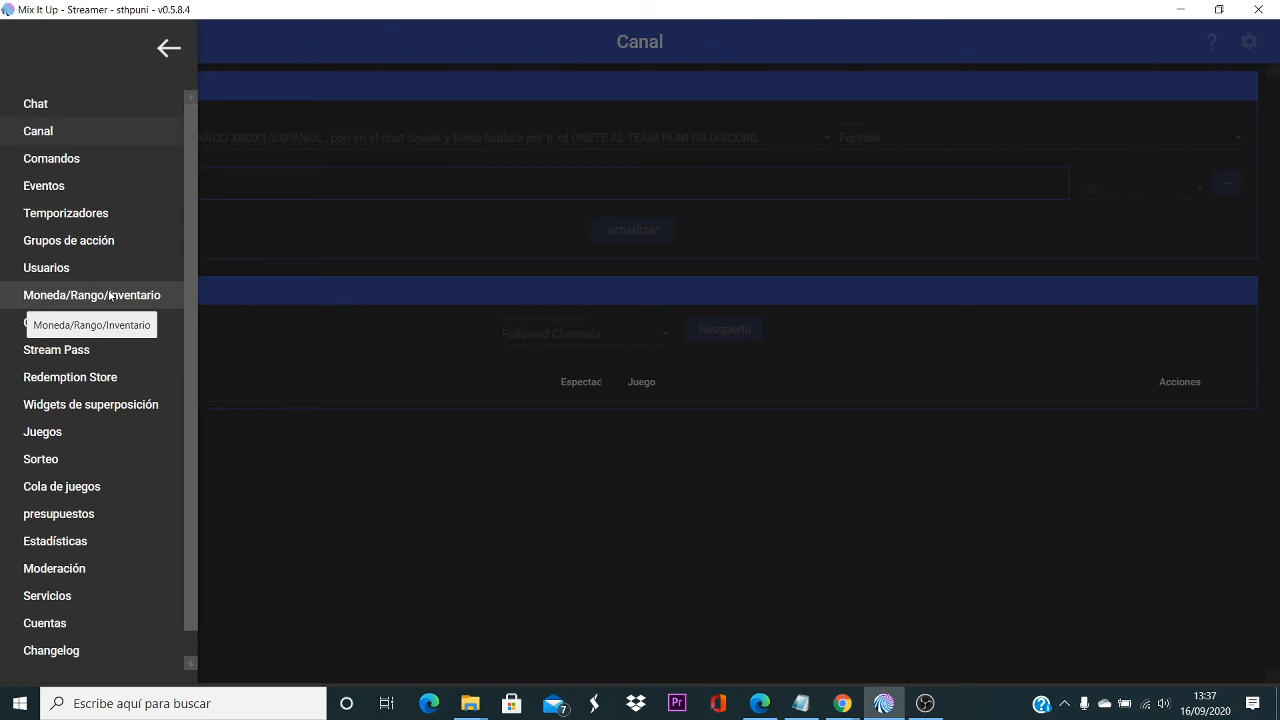 Mix It Up - Streamer - sthpuni - v0.5.8.4
Canal
?
Chat
Canal
ANCO XBOX1/ESPAÑOL , pon en el chat !speak y Elena hablara por ti xd ÚNETE AL TEAM PUNI EN DISCORD
Fortnite
Comandos
Eventos
Tag
+
Temporizadores
actualizar
Grupos de acción
Usuarios
Moneda/Rango/Inventario
Moneda/Rango/Inventario
Followed Channels
Búsqueda
Stream Pass
Redemption Store
Espectad
Juego
Acciones
Widgets de superposición
Juegos
Sorteo
Cola de juegos
presupuestos
Estadísticas
Moderación
Servicios
Cuentas
Changelog
Escribe aquí para buscar
7
Pr
13:37
16/09/2020